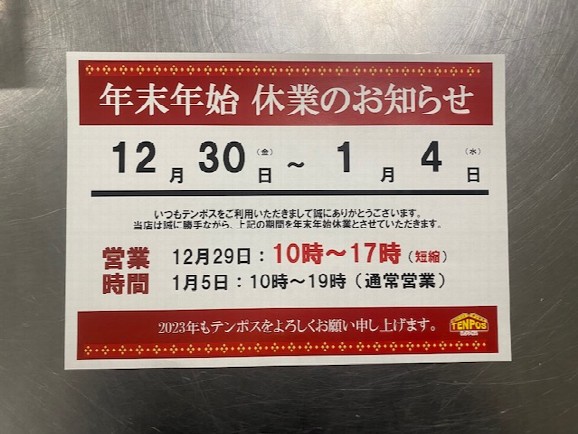 年末年始 休業のお知らせ
12月30日(金)~1月4日(水)
いつもテンポスをご利用いただきまして誠にありがとうございます。
当店は誠に勝手ながら、上記の期間を年末年始休業とさせていただきます。
営業時間
12月29日:10時~17時(短縮)
1月5日:10時~19時(通常営業)
2023年もテンポスをよろしくお願い申し上げます。
TENPOS